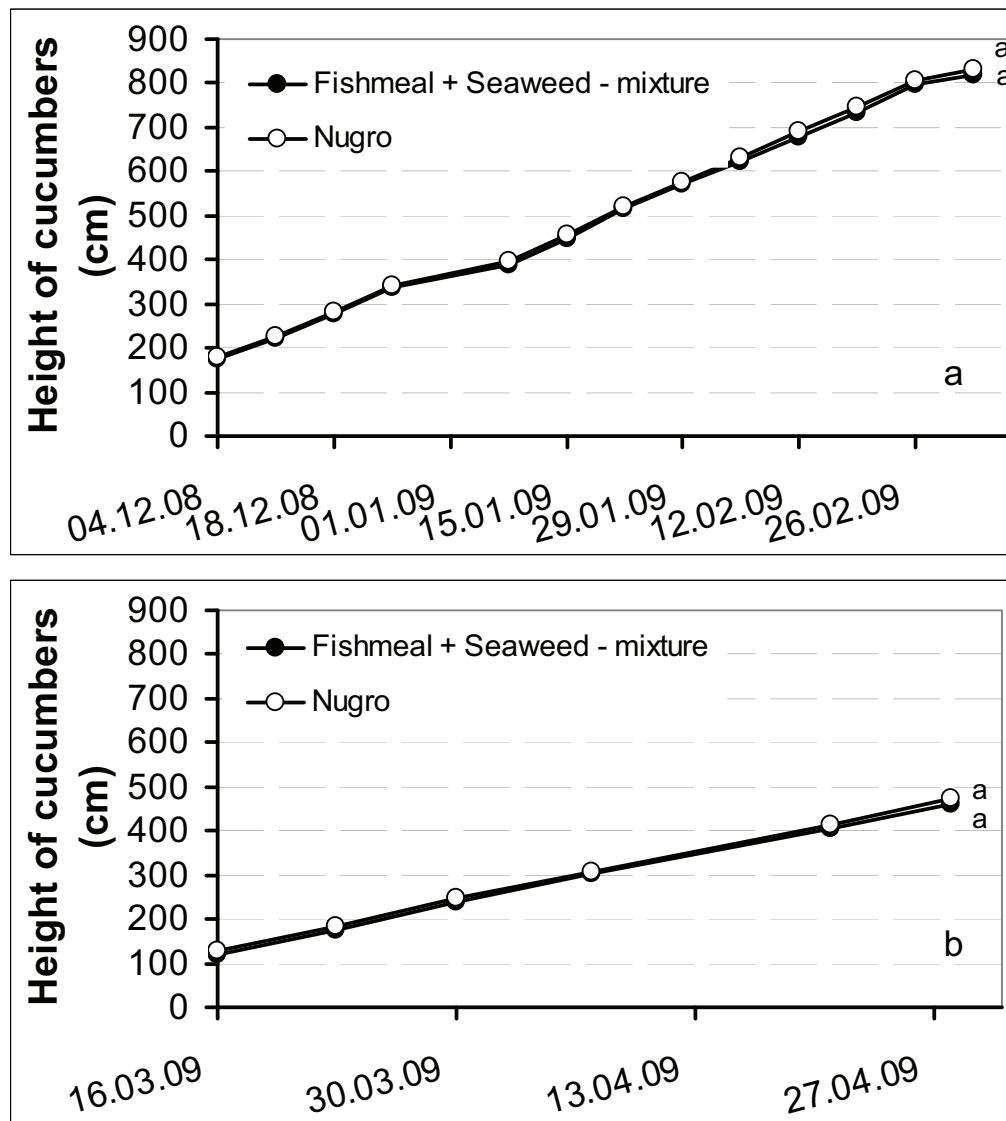 900
800
700
600
500
400
300
200
100
0
Height of cucumbers
(cm)
Fishmeal + Seaweed - mixture
Nugro
a
a
a
04.12.08
18.12.08
01.01.09
15.01.09
29.01.09
12.02.09
26.02.09
900
800
700
600
500
400
300
200
100
0
Height of cucumbers
(cm)
Fishmeal + Seaweed - mixture
Nugro
a
a
b
16.03.09
30.03.09
13.04.09
27.04.09